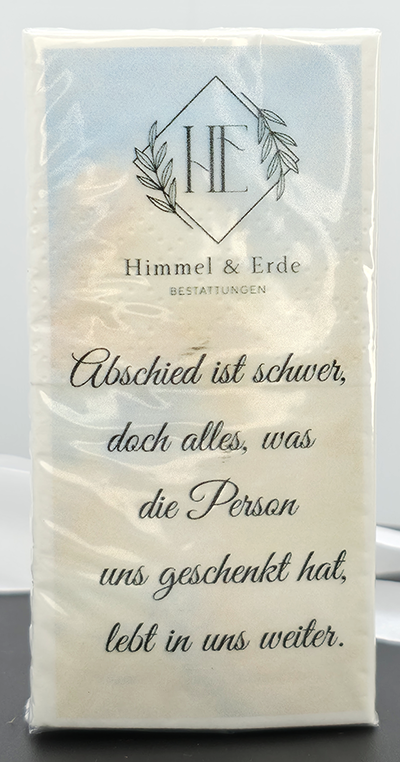 HE
Himmel & Erde
BESTATTUNGEN
Abschied ist schwer,
doch alles, was
die Person
uns geschenkt hat,
lebt in uns weiter.